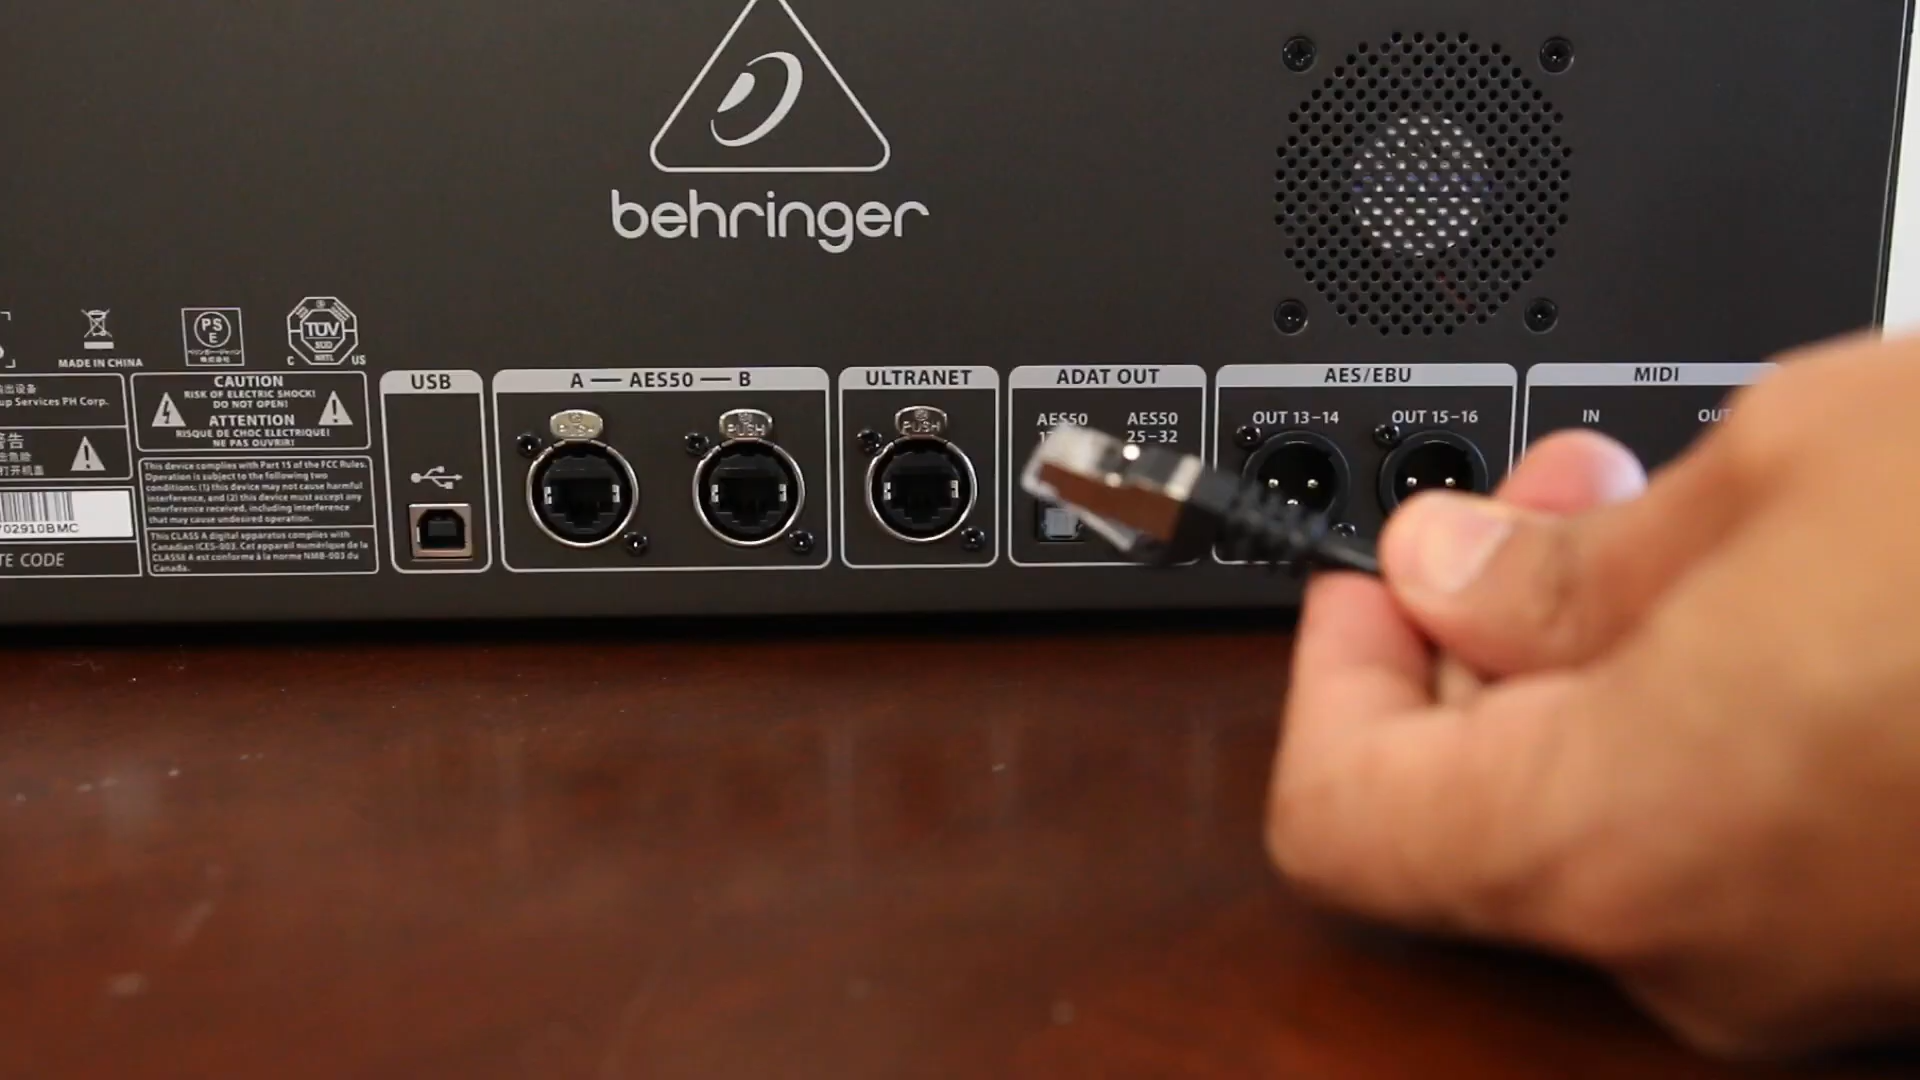 behringer
MADE IN CHINA
PS
E
TÜV
SÜD
NRTL
C US
up Services PH Corp.
警告
702910BMC
TE CODE
CAUTION
RISK OF ELECTRIC SHOCK!
DO NOT OPEN!
ATTENTION
RISQUE DE CHOC ELECTRIQUE!
NE PAS OUVRIR!
This device complies with Part 15 of the FCC Rules.
Operation is subject to the following two
conditions: (1) this device may not cause harmful
interference, and (2) this device must accept any
interference received, including interference
that may cause undesired operation.
This CLASS A digital apparatus complies with
Canadian ICES-003. Cet appareil numérique de la
CLASSE A est conforme à la norme NMB-003 du
Canada.
USB
A — AES50 — B
PUSH
PUSH
ULTRANET
PUSH
ADAT OUT
AES50
AES50
25-32
AES/EBU
OUT 13-14
OUT 15-16
MIDI
IN
OUT